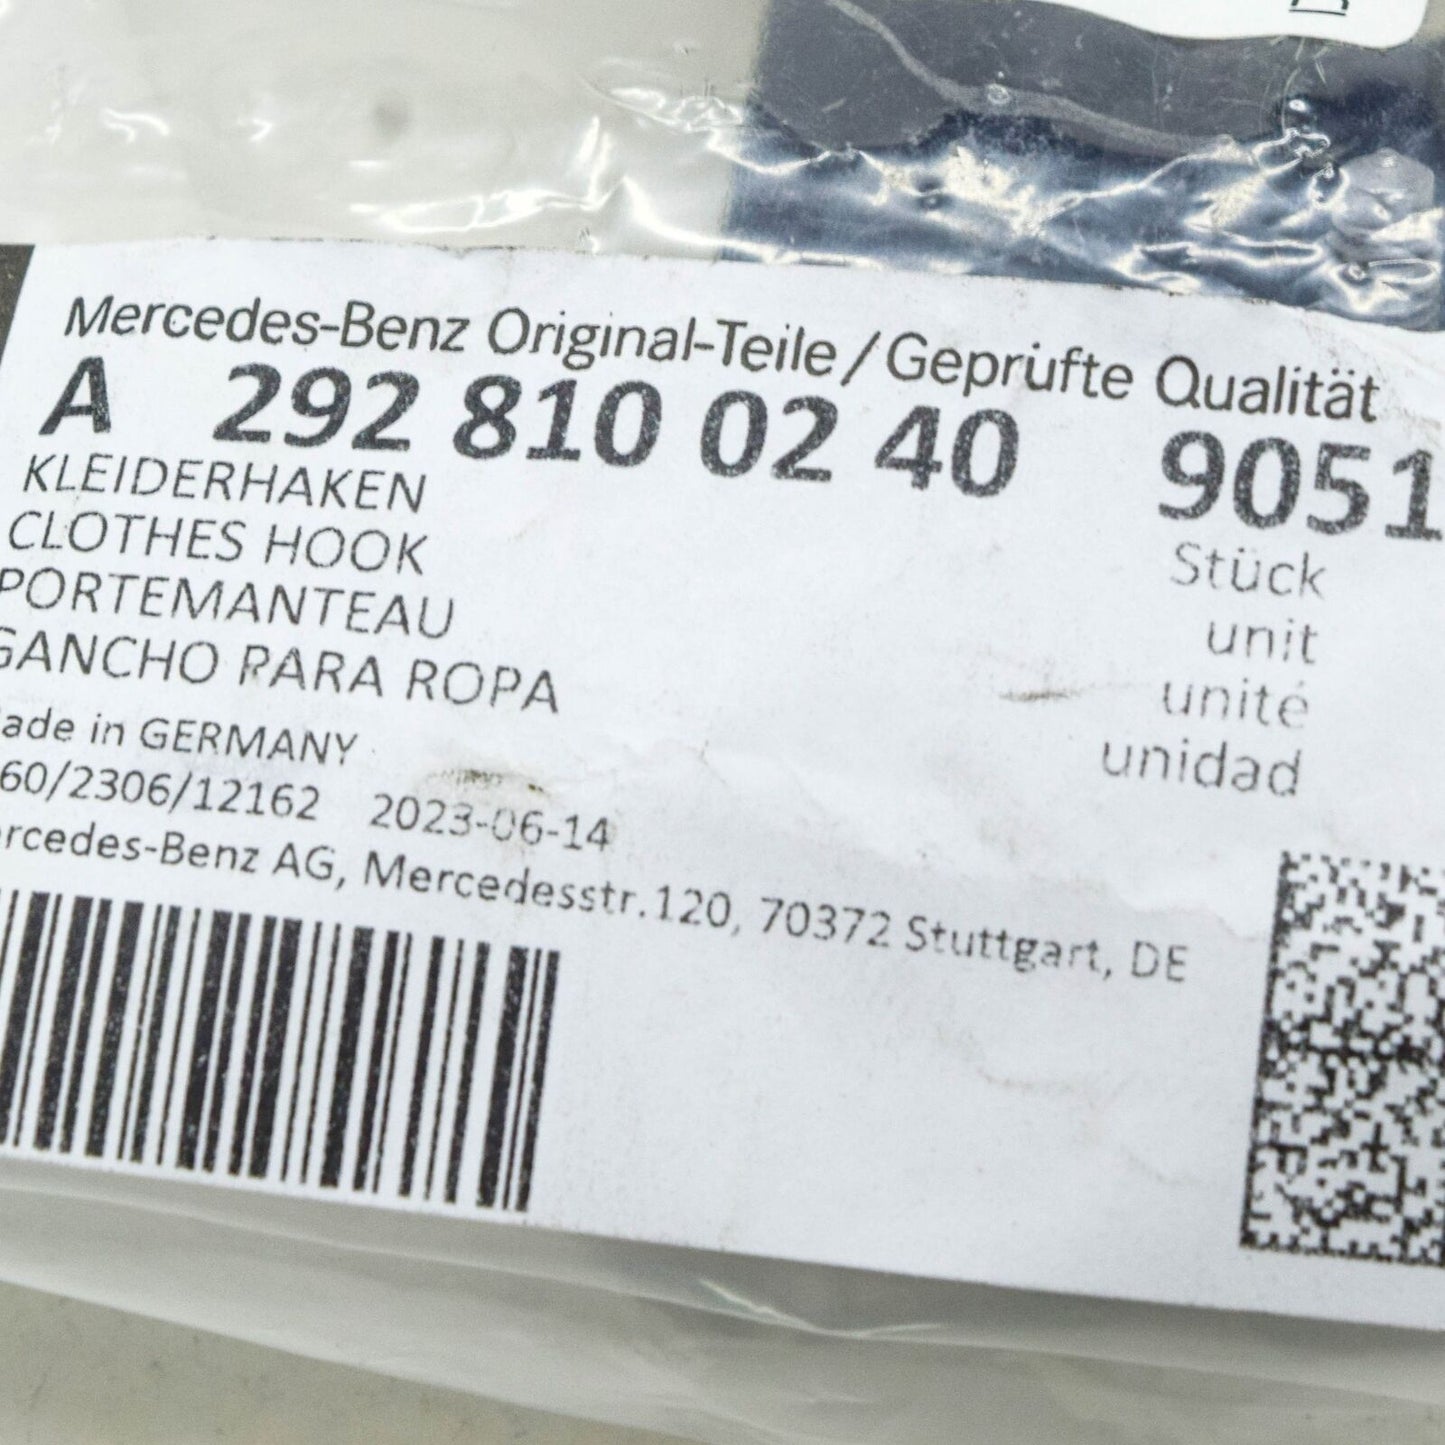 Mercedes-Benz Original-Teile / Geprüfte Qualität
A 292 810 02 40 9051
KLEIDERHAKEN
CLOTHES HOOK
PORTEMANTEAU
GANCHO PARA ROPA
Stück
unit
unité
unidad
ade in GERMANY
60/2306/12162 2023-06-14
rcedes-Benz AG, Mercedesstr.120, 70372 Stuttgart, DE